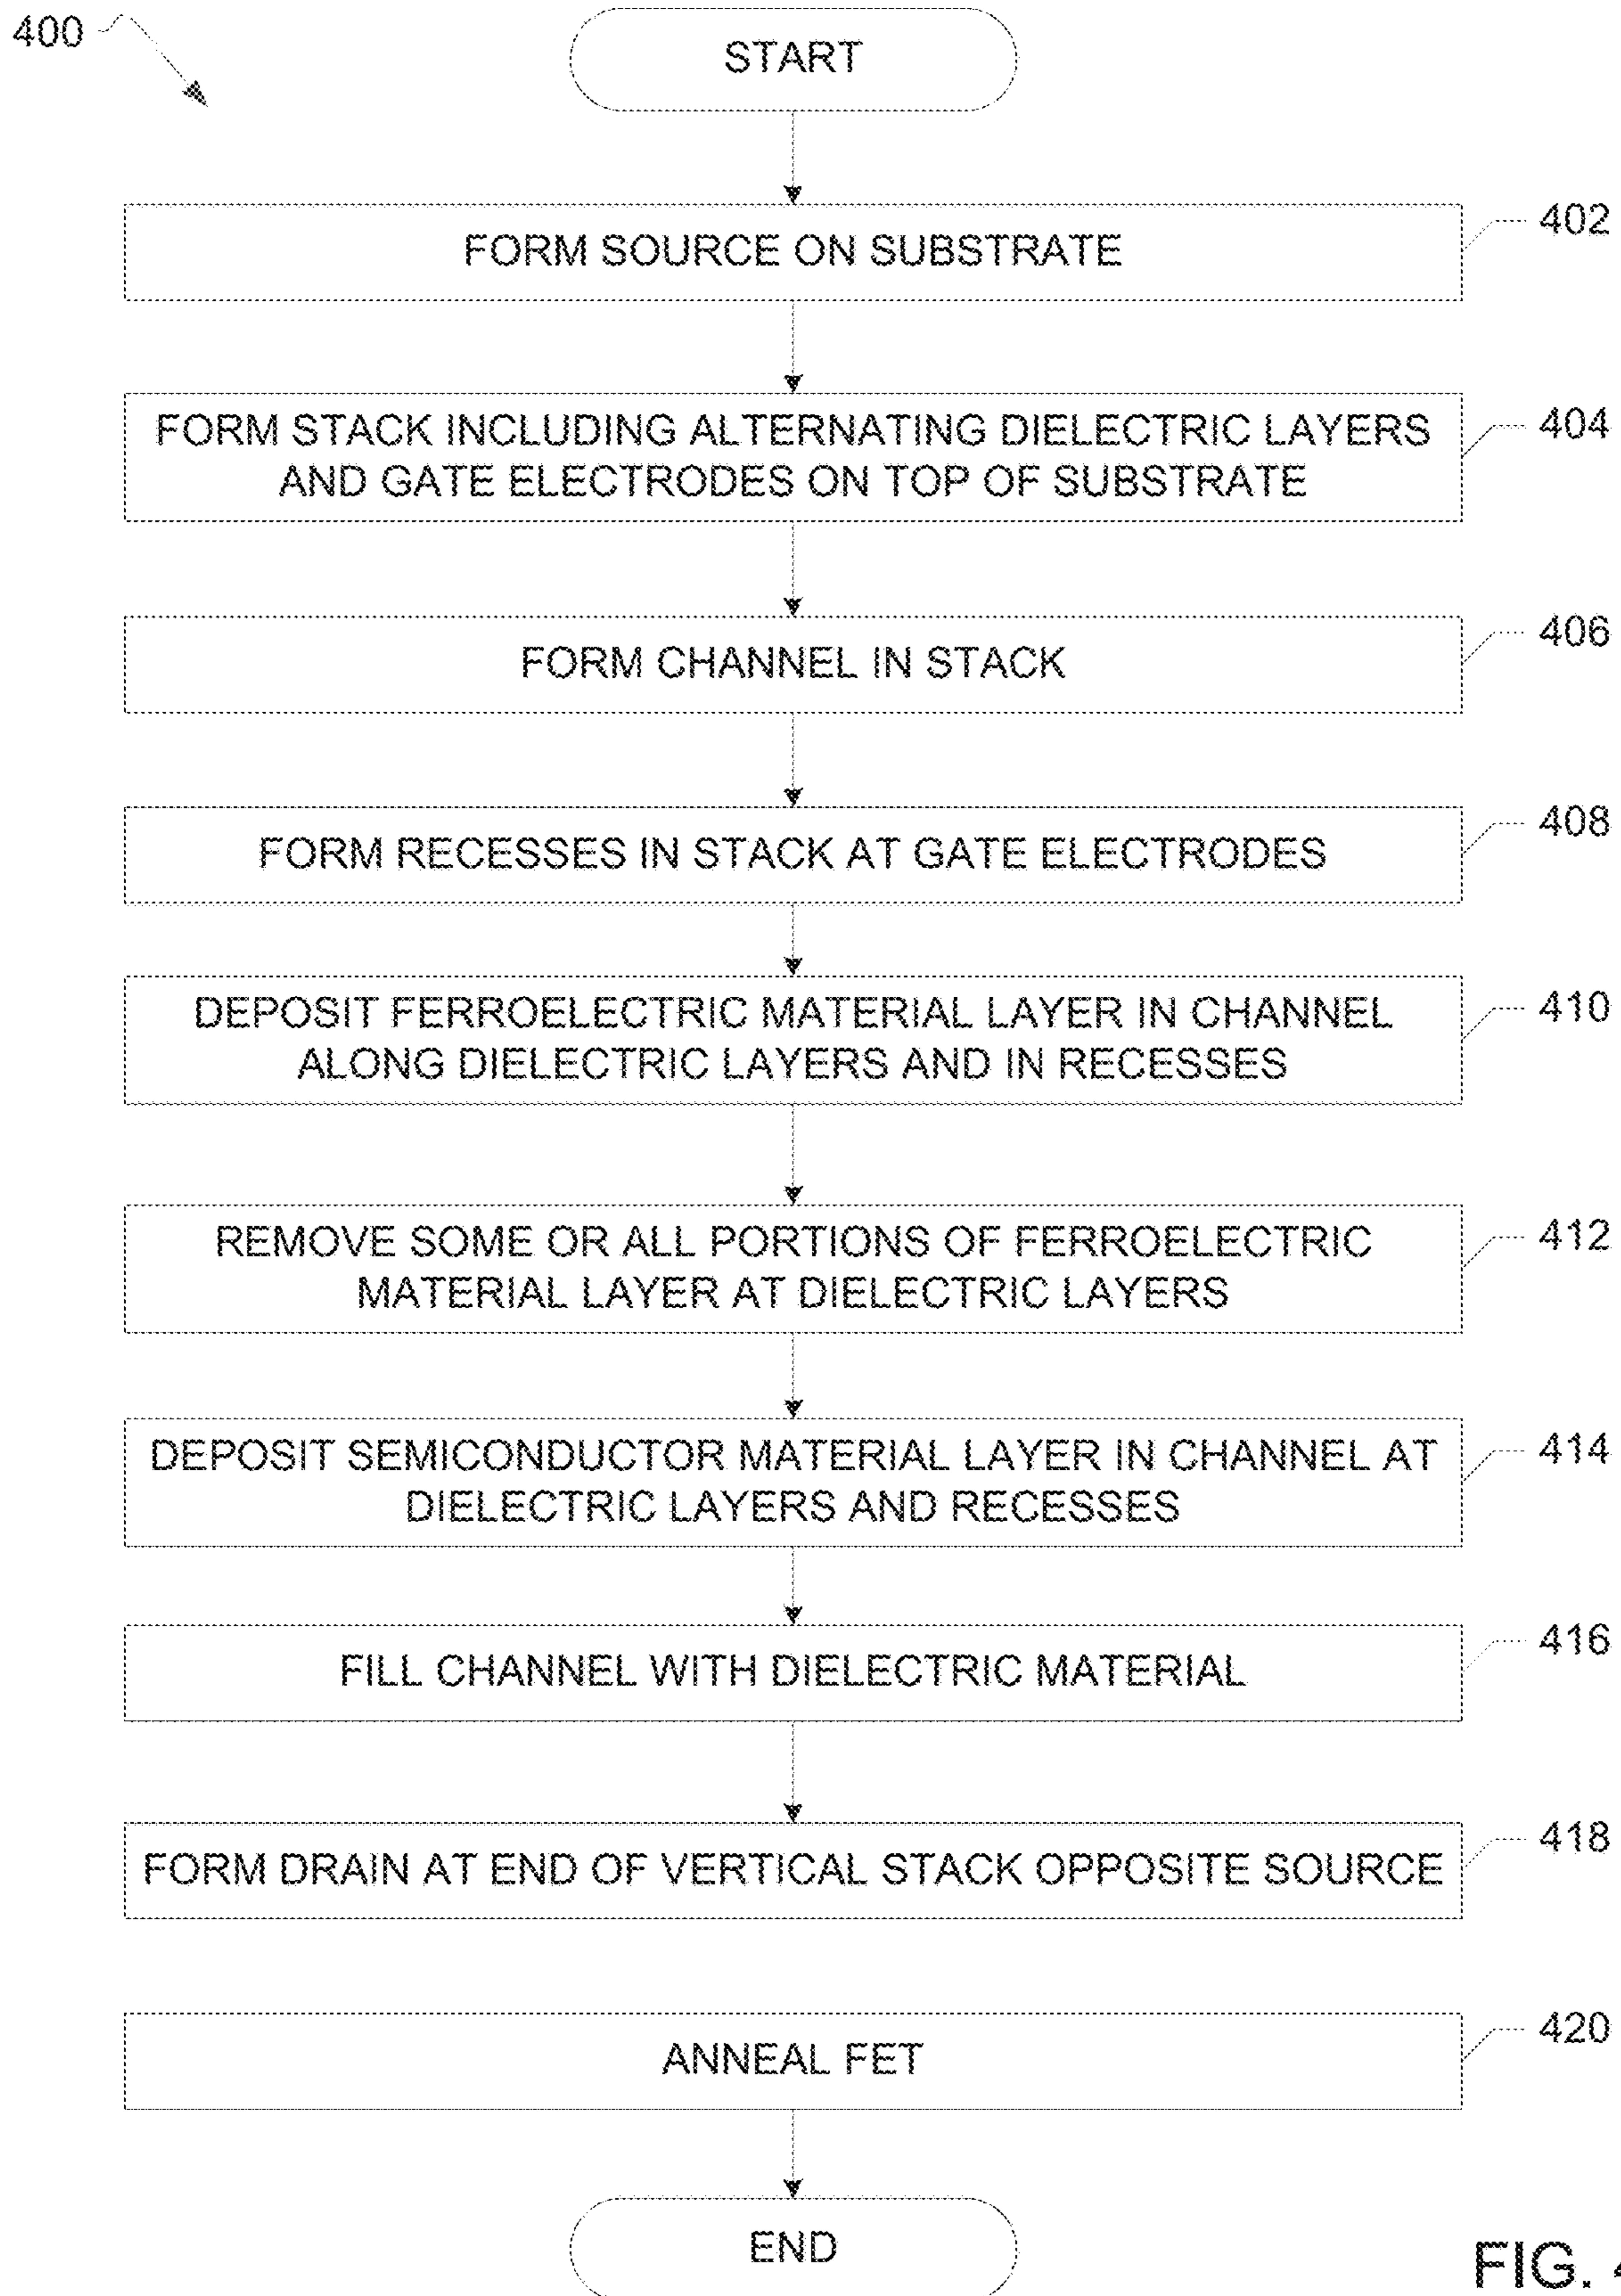 400
START
FORM SOURCE ON SUBSTRATE
402
FORM STACK INCLUDING ALTERNATING DIELECTRIC LAYERS
AND GATE ELECTRODES ON TOP OF SUBSTRATE
404
FORM CHANNEL IN STACK
406
FORM RECESSES IN STACK AT GATE ELECTRODES
408
DEPOSIT FERROELECTRIC MATERIAL LAYER IN CHANNEL
ALONG DIELECTRIC LAYERS AND IN RECESSES
410
REMOVE SOME OR ALL PORTIONS OF FERROELECTRIC
MATERIAL LAYER AT DIELECTRIC LAYERS
412
DEPOSIT SEMICONDUCTOR MATERIAL LAYER IN CHANNEL AT
DIELECTRIC LAYERS AND RECESSES
414
FILL CHANNEL WITH DIELECTRIC MATERIAL
416
FORM DRAIN AT END OF VERTICAL STACK OPPOSITE SOURCE
418
ANNEAL FET
420
END
FIG. 4